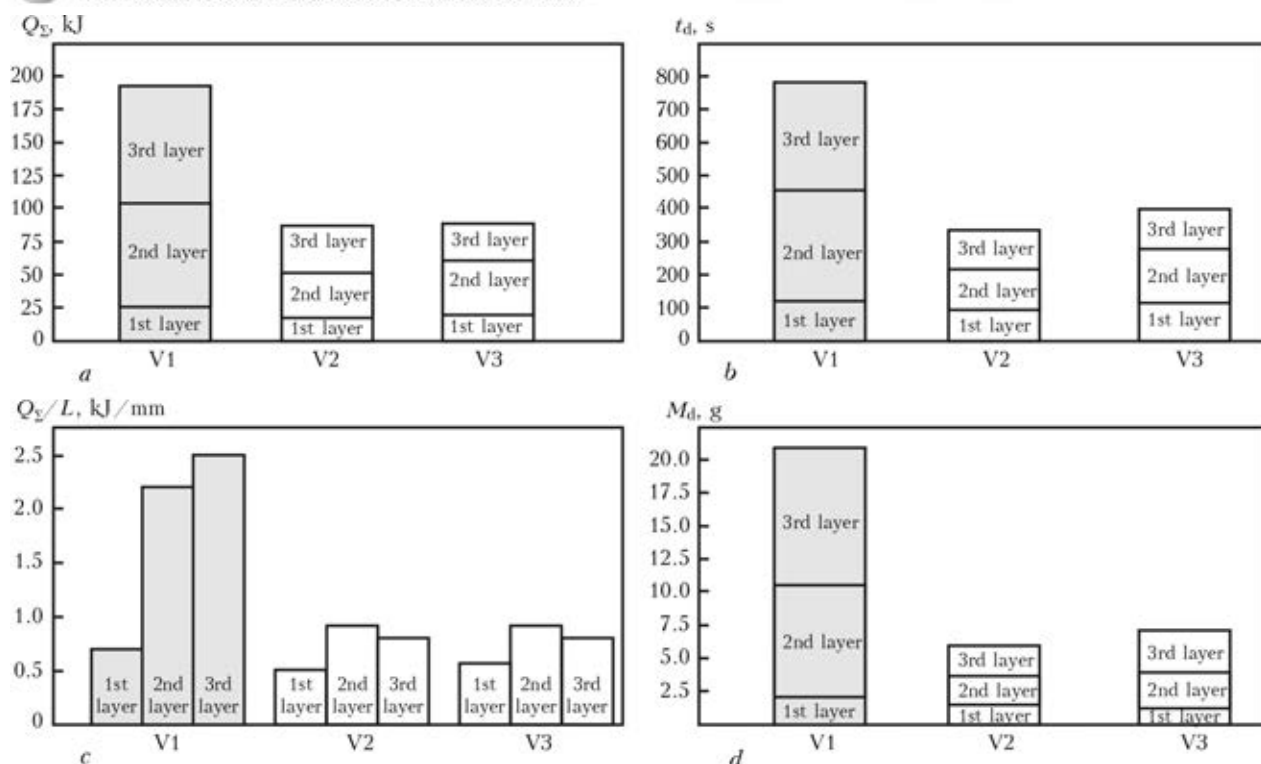 Q_Σ, kJ
200
175
150
125
100
75
50
25
0
3rd layer
2nd layer
1st layer
3rd layer
2nd layer
1st layer
3rd layer
2nd layer
1st layer
V1 V2 V3
a
t_d, s
800
700
600
500
400
300
200
100
0
3rd layer
2nd layer
1st layer
3rd layer
2nd layer
1st layer
3rd layer
2nd layer
1st layer
V1 V2 V3
b
Q_Σ/L, kJ/mm
2.5
2.0
1.5
1.0
0.5
0
1st layer
2nd layer
3rd layer
1st layer
2nd layer
3rd layer
1st layer
2nd layer
3rd layer
V1 V2 V3
c
M_d, g
20.0
17.5
15.0
12.5
10.0
7.5
5.0
2.5
3rd layer
2nd layer
1st layer
3rd layer
2nd layer
1st layer
3rd layer
2nd layer
1st layer
V1 V2 V3
d